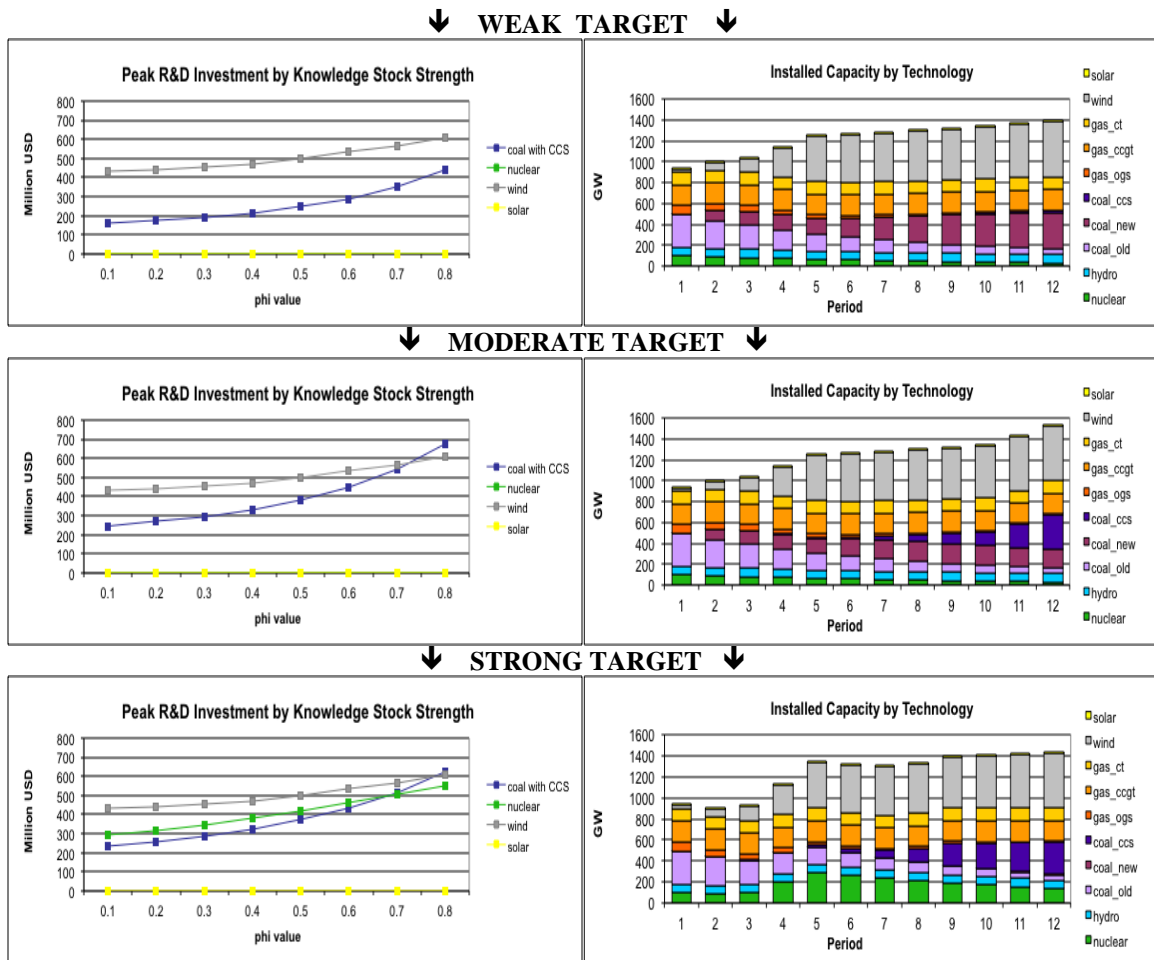 🡻 WEAK TARGET 🡻
Peak R&D Investment by Knowledge Stock Strength
Million USD
800
700
600
500
400
300
200
100
0
0.1 0.2 0.3 0.4 0.5 0.6 0.7 0.8
phi value
coal with CCS
nuclear
wind
solar
Installed Capacity by Technology
GW
1600
1400
1200
1000
800
600
400
200
0
1 2 3 4 5 6 7 8 9 10 11 12
Period
solar
wind
gas_ct
gas_ccgt
gas_ogs
coal_ccs
coal_new
coal_old
hydro
nuclear
🡻 MODERATE TARGET 🡻
Peak R&D Investment by Knowledge Stock Strength
Million USD
800
700
600
500
400
300
200
100
0
0.1 0.2 0.3 0.4 0.5 0.6 0.7 0.8
phi value
coal with CCS
nuclear
wind
solar
Installed Capacity by Technology
GW
1600
1400
1200
1000
800
600
400
200
0
1 2 3 4 5 6 7 8 9 10 11 12
Period
solar
wind
gas_ct
gas_ccgt
gas_ogs
coal_ccs
coal_new
coal_old
hydro
nuclear
🡻 STRONG TARGET 🡻
Peak R&D Investment by Knowledge Stock Strength
Million USD
800
700
600
500
400
300
200
100
0
0.1 0.2 0.3 0.4 0.5 0.6 0.7 0.8
phi value
coal with CCS
nuclear
wind
solar
Installed Capacity by Technology
GW
1600
1400
1200
1000
800
600
400
200
0
1 2 3 4 5 6 7 8 9 10 11 12
Period
solar
wind
gas_ct
gas_ccgt
gas_ogs
coal_ccs
coal_new
coal_old
hydro
nuclear